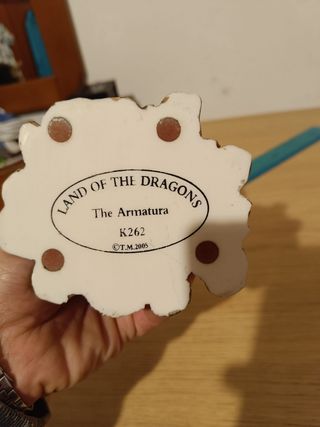 LAND OF THE DRAGONS
The Armatura
K262
©T.M.2005